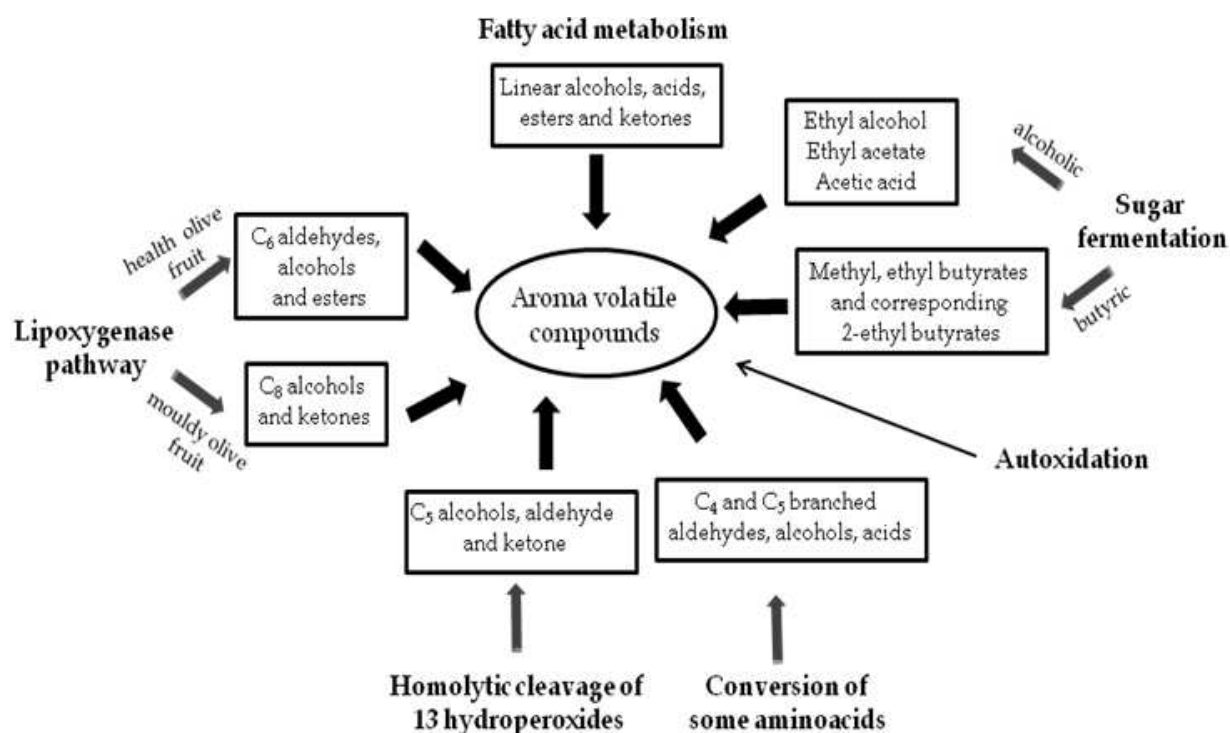 Fatty acid metabolism
Linear alcohols, acids,
esters and ketones
Ethyl alcohol
Ethyl acetate
Acetic acid
alcoholic
Sugar
fermentation
butyric
Methyl, ethyl butyrates
and corresponding
2-ethyl butyrates
health olive
fruit
C₆ aldehydes,
alcohols
and esters
Aroma volatile
compounds
Lipoxygenase
pathway
mouldy olive
fruit
C₈ alcohols
and ketones
Autoxidation
C₅ alcohols, aldehyde
and ketone
C₄ and C₅ branched
aldehydes, alcohols, acids
Homolytic cleavage of
13 hydroperoxides
Conversion of
some aminoacids